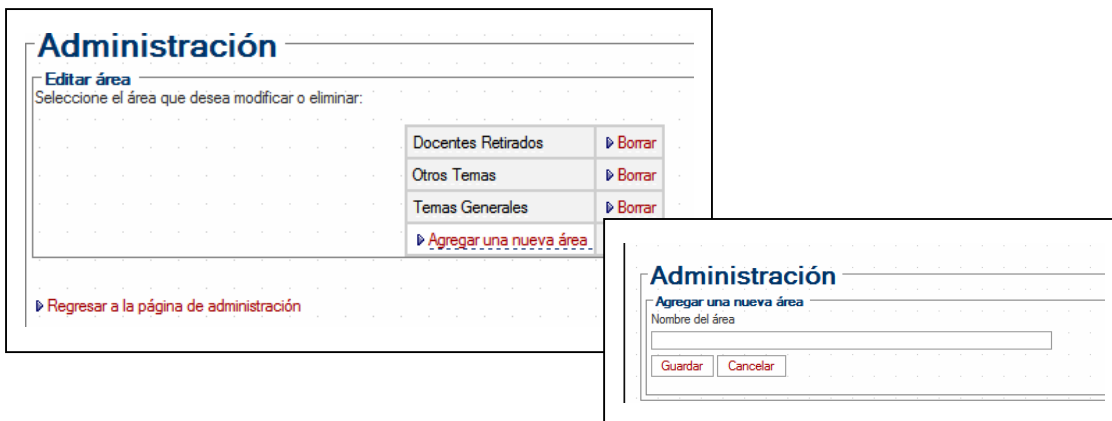 Administración
Editar área
Seleccione el área que desea modificar o eliminar:
Docentes Retirados Borrar
Otros Temas Borrar
Temas Generales Borrar
Agregar una nueva área
Regresar a la página de administración
Administración
Agregar una nueva área
Nombre del área
Guardar Cancelar